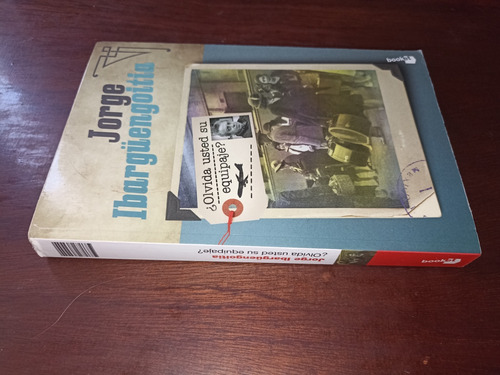 Jorge
Ibargüengoitia
¿Olvida usted su
equipaje?
booket
Jorge Ibargüengoitia
¿Olvida usted su equipaje?
booket